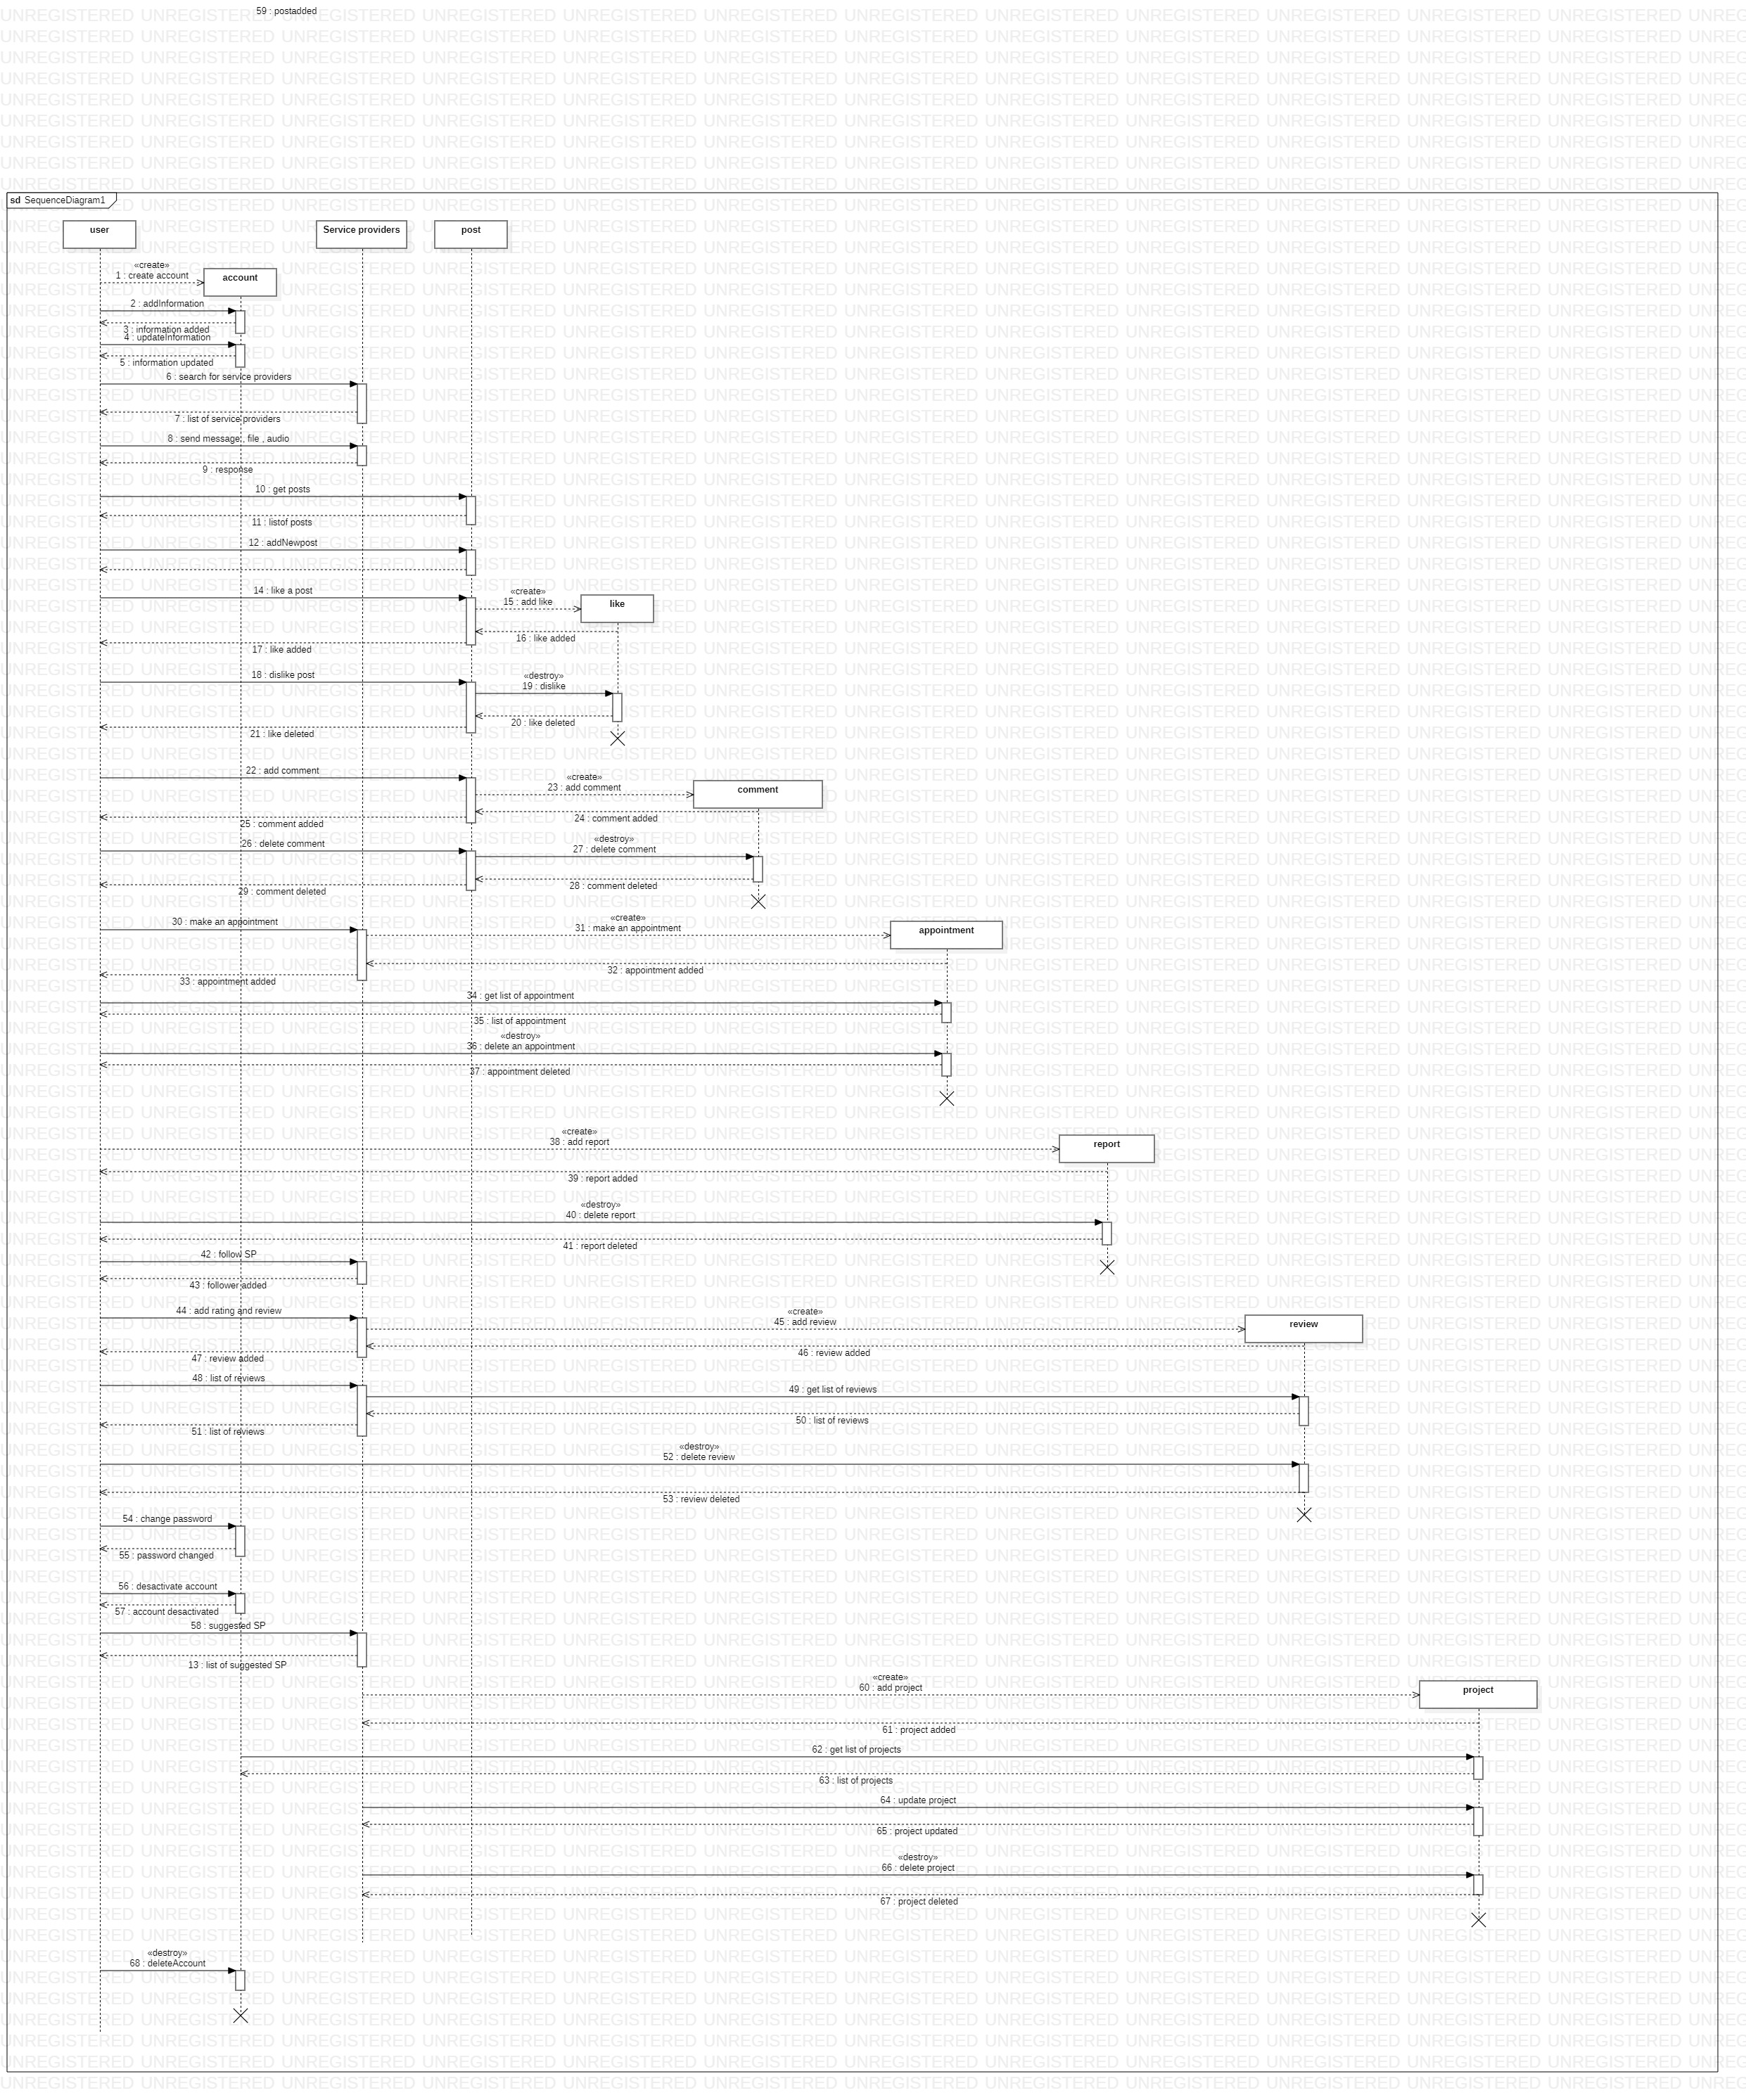 59 : postadded
sd SequenceDiagram1
user
Service providers
post
«create»
1 : create account
account
2 : addInformation
3 : information added
4 : updateInformation
5 : information updated
6 : search for service providers
7 : list of service providers
8 : send message, file , audio
9 : response
10 : get posts
11 : listof posts
12 : addNewpost
14 : like a post
«create»
15 : add like
like
16 : like added
17 : like added
18 : dislike post
«destroy»
19 : dislike
20 : like deleted
21 : like deleted
22 : add comment
«create»
23 : add comment
comment
24 : comment added
25 : comment added
26 : delete comment
«destroy»
27 : delete comment
28 : comment deleted
29 : comment deleted
30 : make an appointment
«create»
31 : make an appointment
appointment
32 : appointment added
33 : appointment added
34 : get list of appointment
35 : list of appointment
«destroy»
36 : delete an appointment
37 : appointment deleted
«create»
38 : add report
report
39 : report added
«destroy»
40 : delete report
41 : report deleted
42 : follow SP
43 : follower added
44 : add rating and review
«create»
45 : add review
review
46 : review added
47 : review added
48 : list of reviews
49 : get list of reviews
50 : list of reviews
51 : list of reviews
«destroy»
52 : delete review
53 : review deleted
54 : change password
55 : password changed
56 : desactivate account
57 : account desactivated
58 : suggested SP
13 : list of suggested SP
«create»
60 : add project
project
61 : project added
62 : get list of projects
63 : list of projects
64 : update project
65 : project updated
«destroy»
66 : delete project
67 : project deleted
«destroy»
68 : deleteAccount